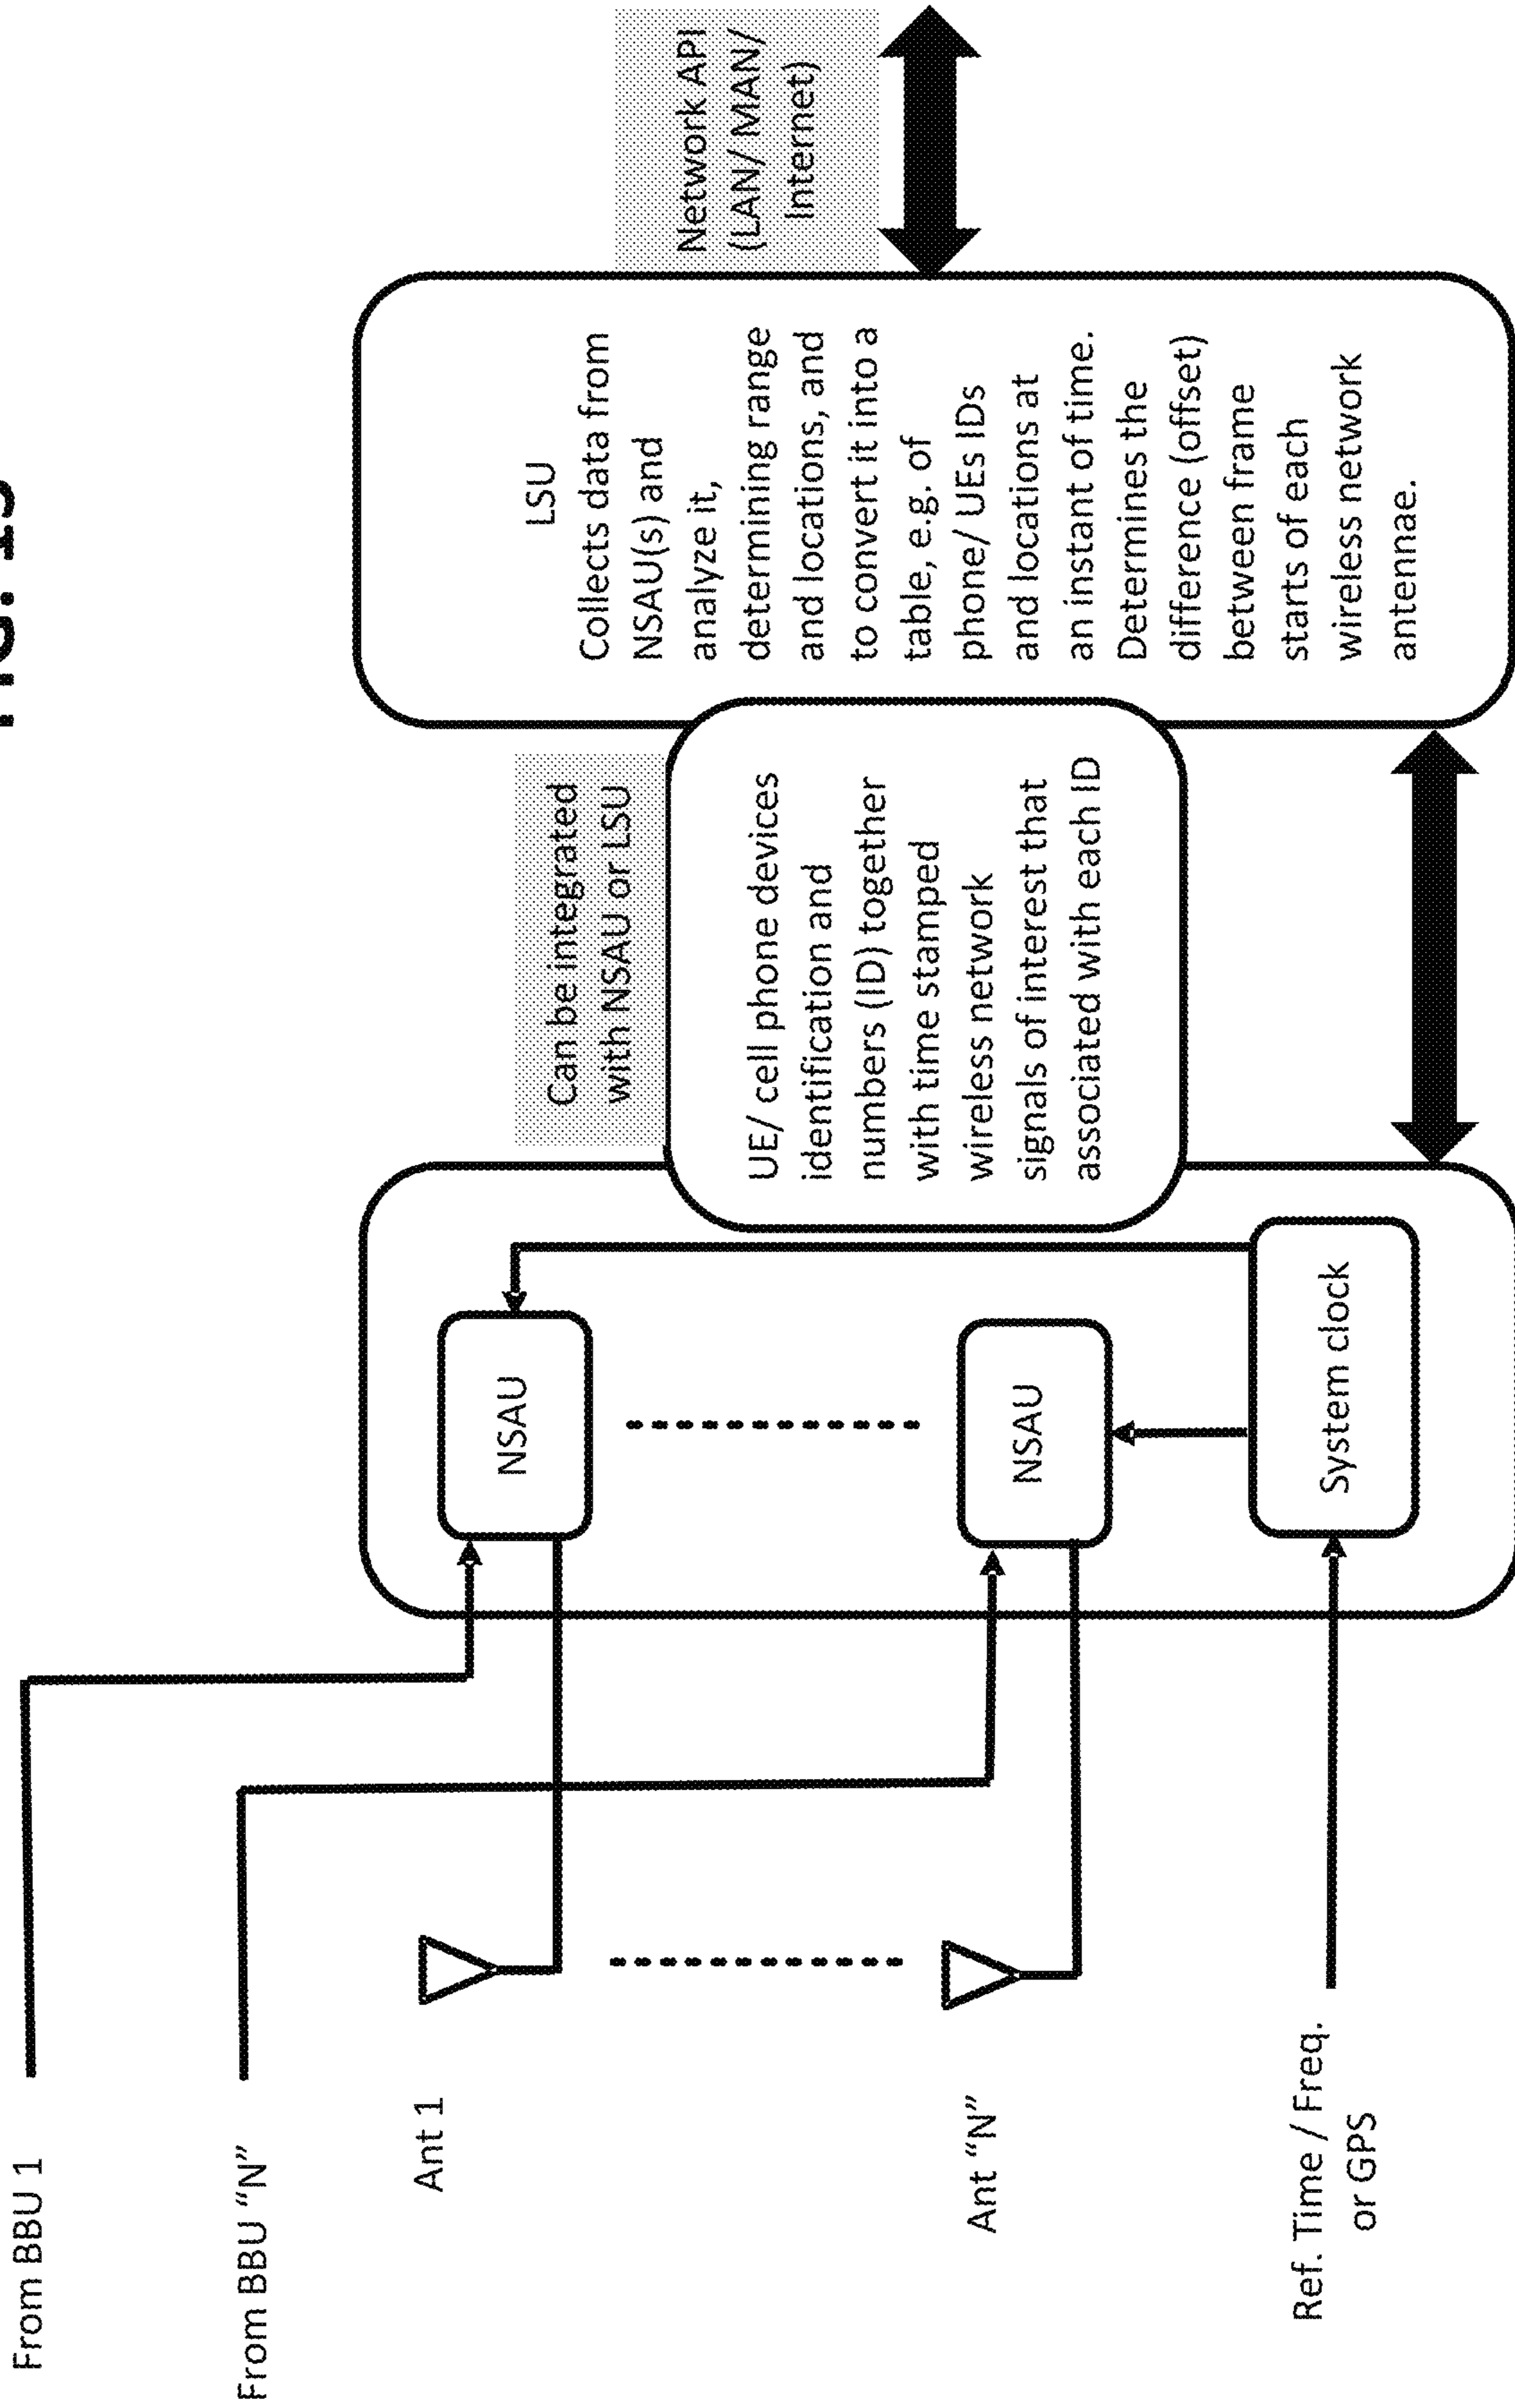 From BBU 1
From BBU “N”
Ant 1
Ant “N”
Ref. Time / Freq.
or GPS
NSAU
NSAU
System clock
Can be integrated
with NSAU or LSU
UE/ cell phone devices
identification and
numbers (ID) together
with time stamped
wireless network
signals of interest that
associated with each ID
LSU
Collects data from
NSAU(s) and
analyze it,
determining range
and locations, and
to convert it into a
table, e.g. of
phone/ UEs IDs
and locations at
an instant of time.
Determines the
difference (offset)
between frame
starts of each
wireless network
antennae.
Network API
(LAN/ MAN/
Internet)